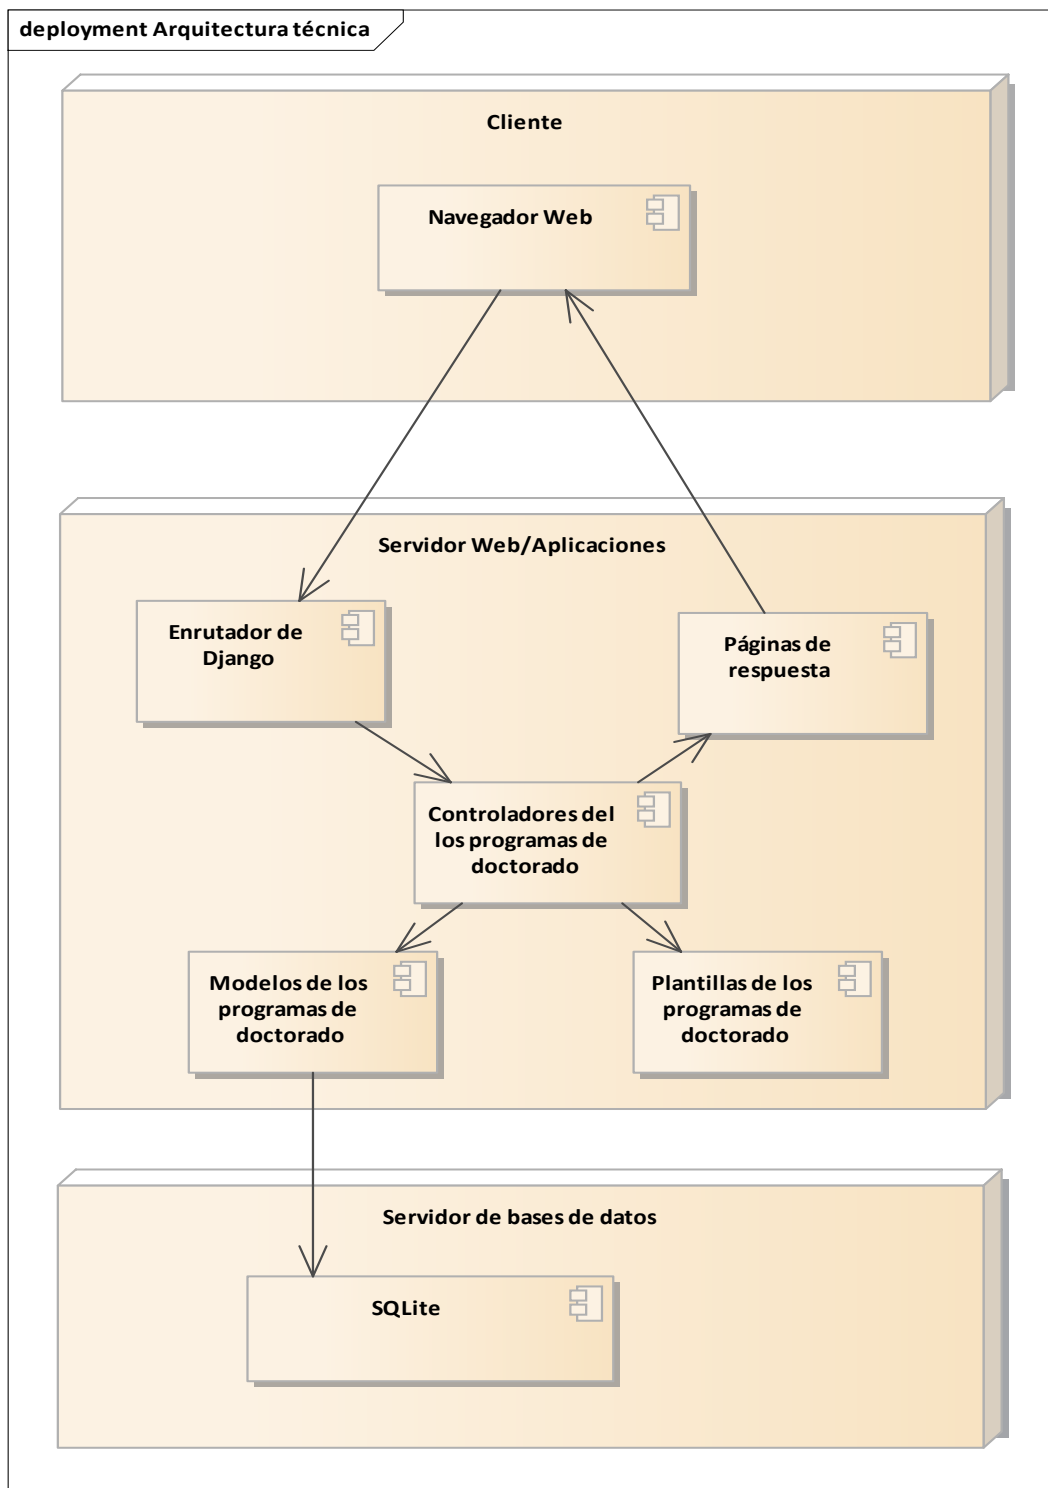 deployment Arquitectura técnica
Cliente
Navegador Web
Servidor Web/Aplicaciones
Enrutador de
Django
Páginas de
respuesta
Controladores del
los programas de
doctorado
Modelos de los
programas de
doctorado
Plantillas de los
programas de
doctorado
Servidor de bases de datos
SQLite